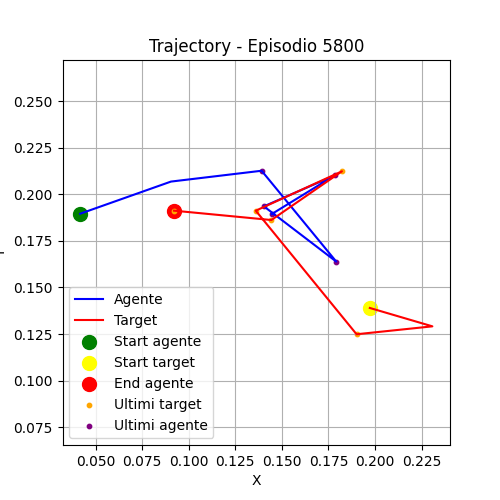 Trajectory - Episodio 5800
0.250
0.225
0.200
0.175
0.150
0.125
0.100
0.075
Agente
Target
Start agente
Start target
End agente
Ultimi target
Ultimi agente
0.050 0.075 0.100 0.125 0.150 0.175 0.200 0.225
X